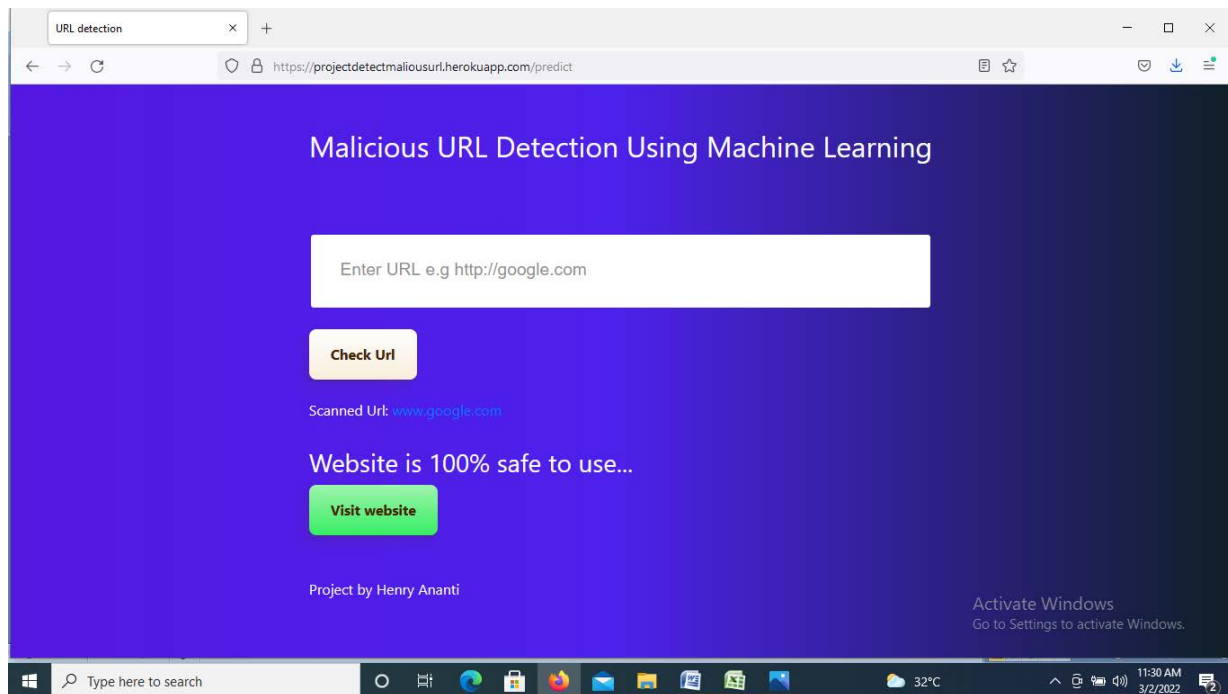 URL detection
https://projectdetectmaliousurl.herokuapp.com/predict
Malicious URL Detection Using Machine Learning
Enter URL e.g http://google.com
Check Url
Scanned Url: www.google.com
Website is 100% safe to use...
Visit website
Project by Henry Ananti
Activate Windows
Go to Settings to activate Windows.
Type here to search
32°C
11:30 AM
3/2/2022
2